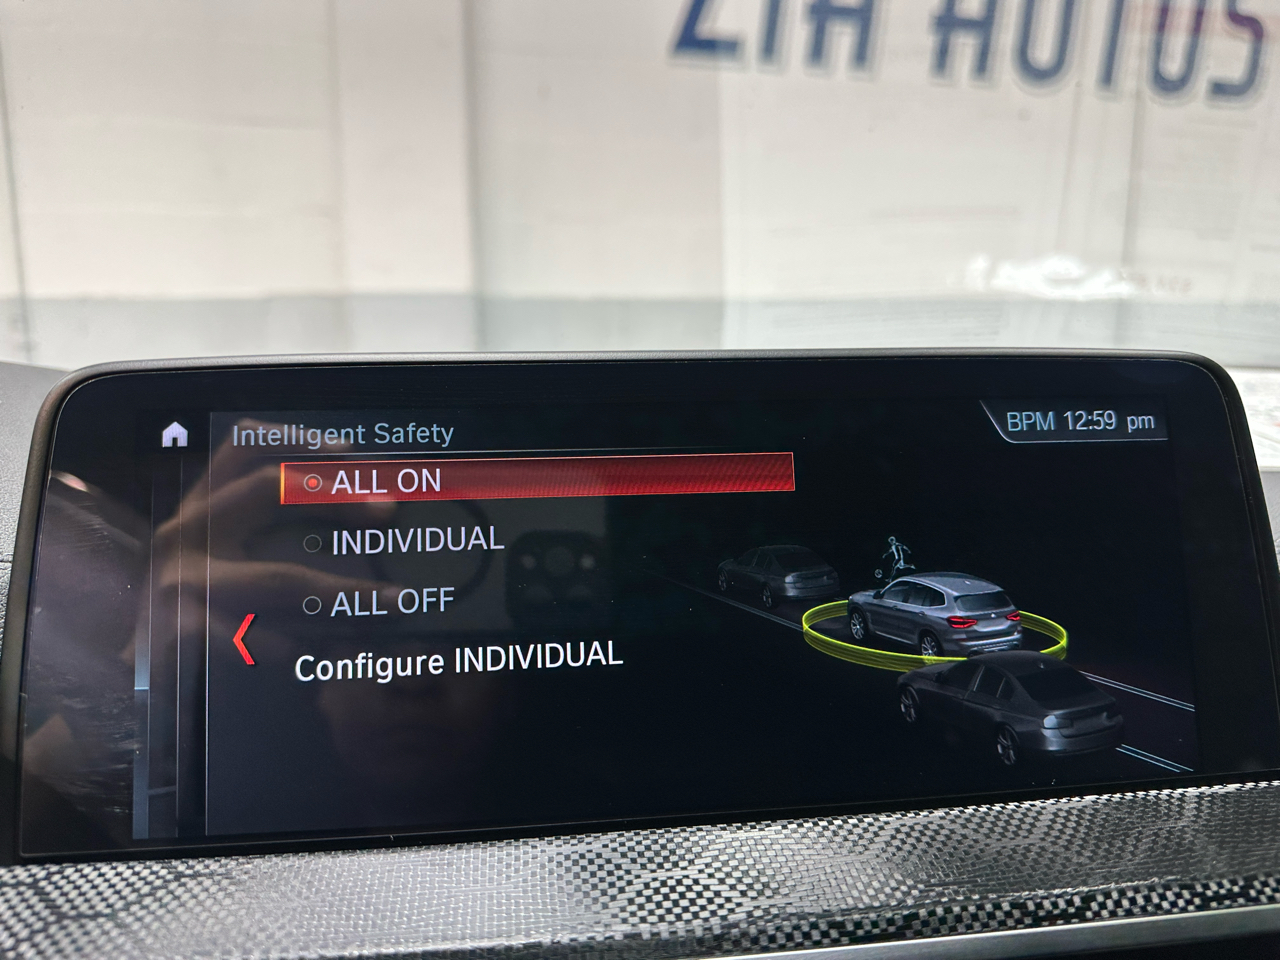 ZIA AUTOS
Intelligent Safety
BPM 12:59 pm
ALL ON
INDIVIDUAL
ALL OFF
Configure INDIVIDUAL